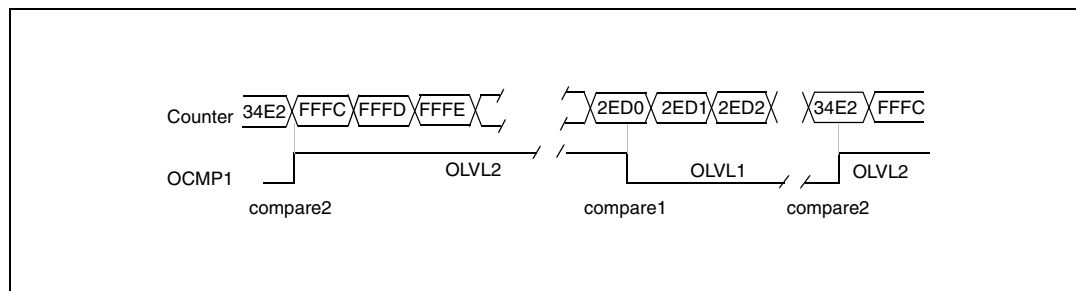 Counter 34E2 FFFC FFFD FFFE 2ED0 2ED1 2ED2 34E2 FFFC
OCMP1 OLVL2 OLVL1 OLVL2
compare2 compare1 compare2